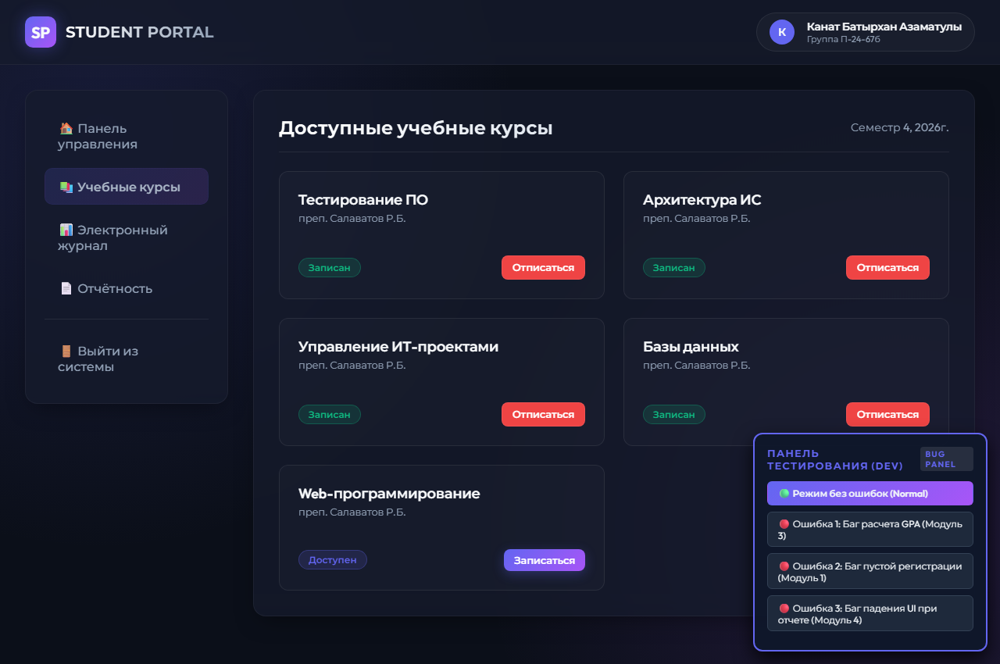 SP STUDENT PORTAL
К
Канат Батырхан Азаматулы
Группа П-24-67б
Панель
управления
Учебные курсы
Электронный
журнал
Отчётность
Выйти из
системы
Доступные учебные курсы
Семестр 4, 2026г.
Тестирование ПО
преп. Салаватов Р.Б.
Записан
Отписаться
Архитектура ИС
преп. Салаватов Р.Б.
Записан
Отписаться
Управление ИТ-проектами
преп. Салаватов Р.Б.
Записан
Отписаться
Базы данных
преп. Салаватов Р.Б.
Записан
Отписаться
Web-программирование
преп. Салаватов Р.Б.
Доступен
Записаться
ПАНЕЛЬ
ТЕСТИРОВАНИЯ (DEV)
BUG
PANEL
Режим без ошибок (Normal)
Ошибка 1: Баг расчета GPA (Модуль
3)
Ошибка 2: Баг пустой регистрации
(Модуль 1)
Ошибка 3: Баг падения UI при
отчете (Модуль 4)